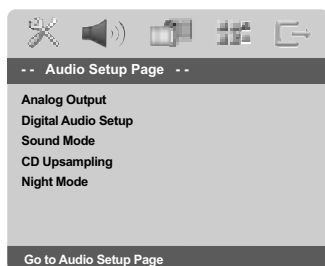 - - Audio Setup Page - -
Analog Output
Digital Audio Setup
Sound Mode
CD Upsampling
Night Mode
Go to Audio Setup Page